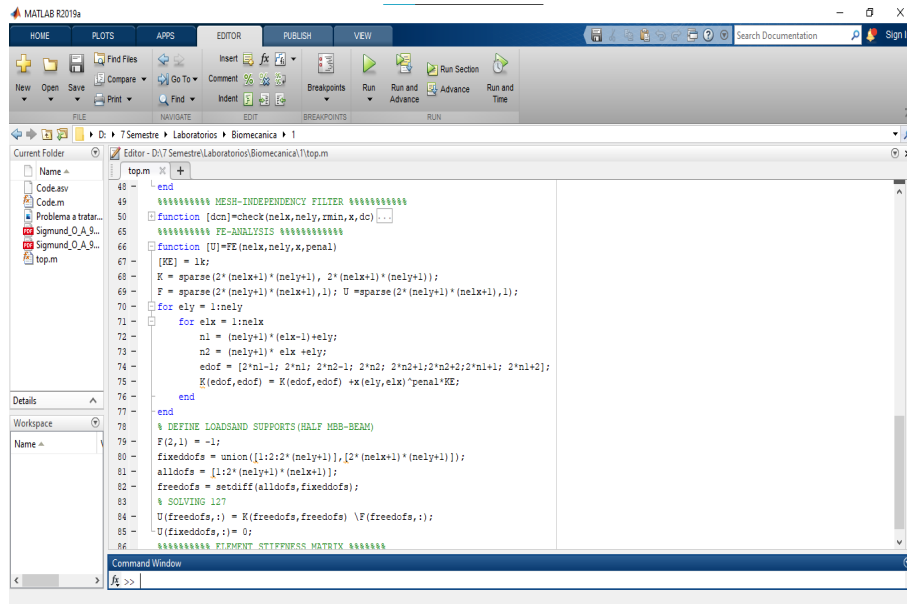 MATLAB R2019a
HOME PLOTS APPS EDITOR PUBLISH VIEW
Search Documentation
Sign I
New Open Save
Find Files
Compare
Print
FILE
Go To
Find
NAVIGATE
Insert fx
Comment
Indent
EDIT
Breakpoints
BREAKPOINTS
Run
Run and Advance
Run Section
Advance
Run and Time
RUN
D: 7 Semestre Laboratorios Biomecanica 1
Current Folder
Name
Code.asv
Code.m
Problema a tratar...
Sigmund_O_A_9...
Sigmund_O_A_9...
top.m
Details
Workspace
Name
Editor - D:\7 Semestre\Laboratorios\Biomecanica\1\top.m
top.m
48 - end
49 %%%%%%%%%% MESH-INDEPENDENCY FILTER %%%%%%%%%%%
50 function [dcn]=check(nelx,nely,rmin,x,dc) ...
65 %%%%%%%%%% FE-ANALYSIS %%%%%%%%%%%%
66 function [U]=FE(nelx,nely,x,penal)
67 - [KE] = lk;
68 - K = sparse(2*(nelx+1)*(nely+1), 2*(nelx+1)*(nely+1));
69 - F = sparse(2*(nely+1)*(nelx+1),1); U =sparse(2*(nely+1)*(nelx+1),1);
70 - for ely = 1:nely
71 - for elx = 1:nelx
72 - n1 = (nely+1)*(elx-1)+ely;
73 - n2 = (nely+1)* elx +ely;
74 - edof = [2*n1-1; 2*n1; 2*n2-1; 2*n2; 2*n2+1;2*n2+2;2*n1+1; 2*n1+2];
75 - K(edof,edof) = K(edof,edof) +x(ely,elx)^penal*KE;
76 - end
77 - end
78 % DEFINE LOADSAND SUPPORTS(HALF MBB-BEAM)
79 - F(2,1) = -1;
80 - fixeddofs = union([1:2:2*(nely+1)],[2*(nelx+1)*(nely+1)]);
81 - alldofs = [1:2*(nely+1)*(nelx+1)];
82 - freedofs = setdiff(alldofs,fixeddofs);
83 % SOLVING 127
84 - U(freedofs,:) = K(freedofs,freedofs) \F(freedofs,:);
85 - U(fixeddofs,:)= 0;
86 %%%%%%%%%% ELEMENT STIFFNESS MATRIX %%%%%%%
Command Window
fx >>